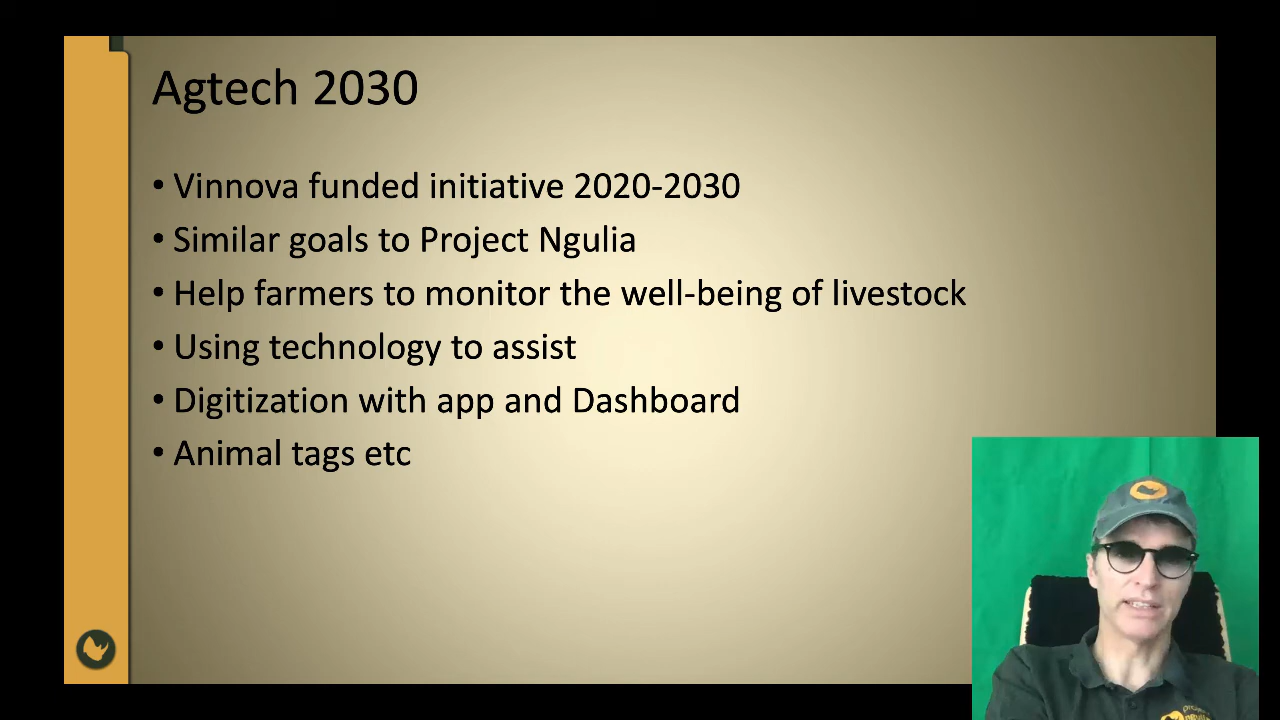 Agtech 2030
• Vinnova funded initiative 2020-2030
• Similar goals to Project Ngulia
• Help farmers to monitor the well-being of livestock
• Using technology to assist
• Digitization with app and Dashboard
• Animal tags etc